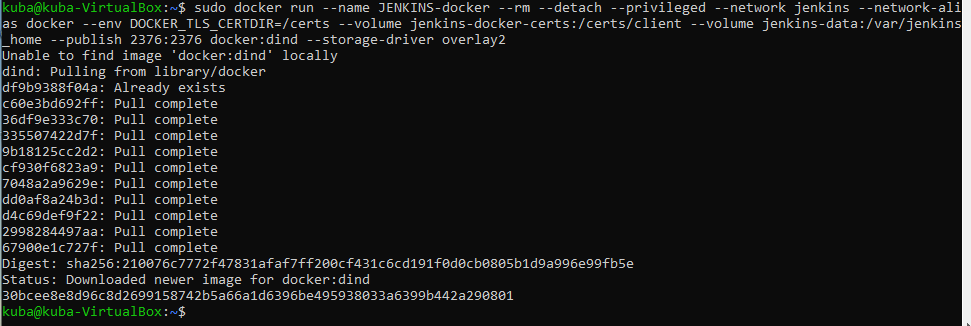 kuba@kuba-VirtualBox:~$ sudo docker run --name JENKINS-docker --rm --detach --privileged --network jenkins --network-ali
as docker --env DOCKER_TLS_CERTDIR=/certs --volume jenkins-docker-certs:/certs/client --volume jenkins-data:/var/jenkins
_home --publish 2376:2376 docker:dind --storage-driver overlay2
Unable to find image 'docker:dind' locally
dind: Pulling from library/docker
df9b9388f04a: Already exists
c60e3bd692ff: Pull complete
36df9e333c70: Pull complete
335507422d7f: Pull complete
9b18125cc2d2: Pull complete
cf930f6823a9: Pull complete
7048a2a9629e: Pull complete
dd0af8a24b3d: Pull complete
d4c69def9f22: Pull complete
2998284497aa: Pull complete
67900e1c727f: Pull complete
Digest: sha256:210076c7772f47831afaf7ff200cf431c6cd191f0d0cb0805b1d9a996e99fb5e
Status: Downloaded newer image for docker:dind
30bcee8e8d96c8d2699158742b5a66a1d6396be495938033a6399b442a290801
kuba@kuba-VirtualBox:~$